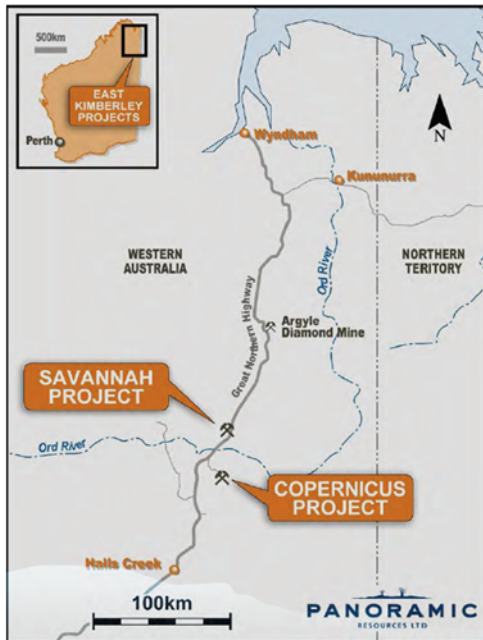 500km
EAST
KIMBERLEY
PROJECTS
Perth
Wyndham
Kununurra
N
WESTERN
AUSTRALIA
NORTHERN
TERRITORY
Ord River
Great Northern Highway
Argyle
Diamond Mine
SAVANNAH
PROJECT
Ord River
COPERNICUS
PROJECT
Halls Creek
100km
PANORAMIC
RESOURCES LTD